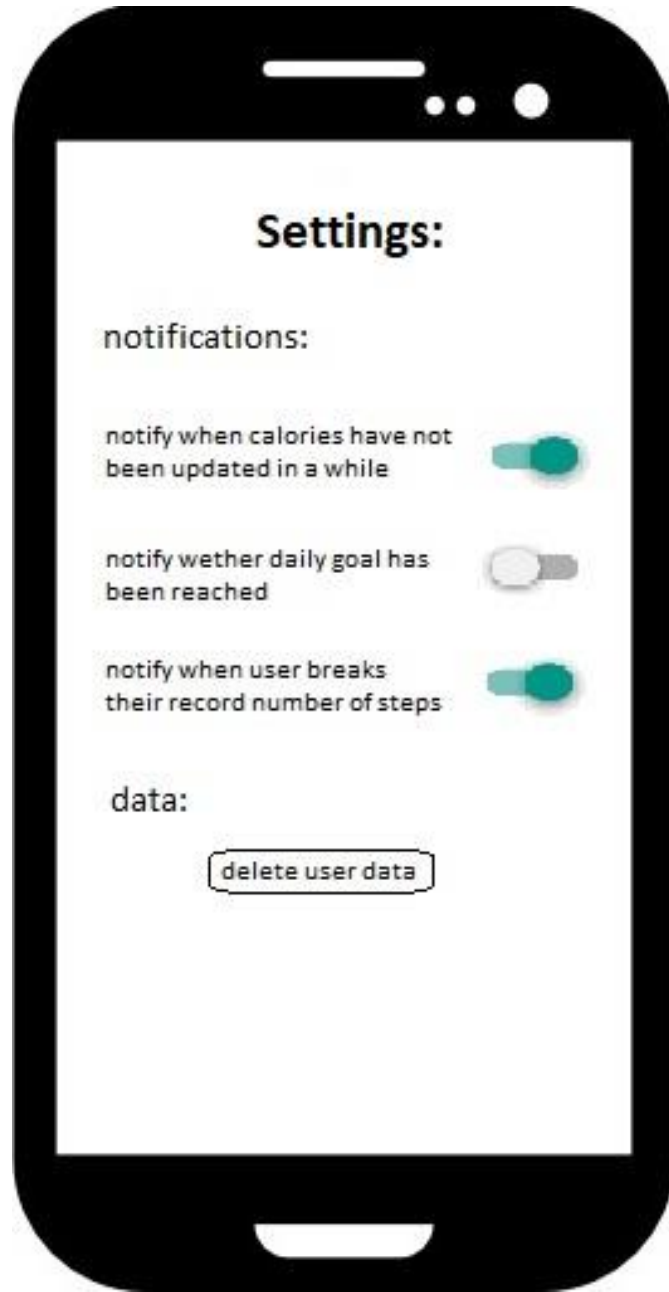 Settings:
notifications:
notify when calories have not
been updated in a while
notify wether daily goal has
been reached
notify when user breaks
their record number of steps
data:
delete user data